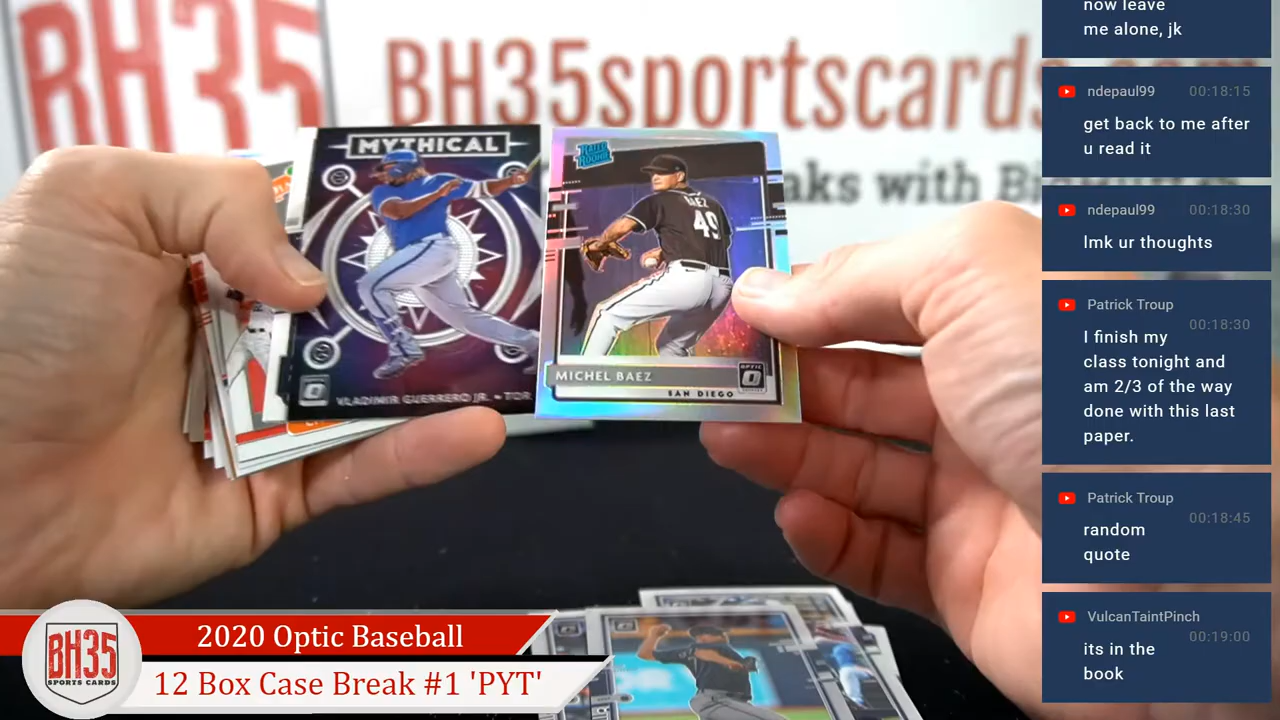 BH35
BH35sportscards.com
aks with B
MYTHICAL
VLADIMIR GUERRERO JR. - TOR
RATED ROOKIE
BAEZ
49
MICHEL BAEZ
OPTIC
SAN DIEGO
now leave
me alone, jk
ndepaul99 00:18:15
get back to me after
u read it
ndepaul99 00:18:30
lmk ur thoughts
Patrick Troup
00:18:30
I finish my
class tonight and
am 2/3 of the way
done with this last
paper.
Patrick Troup
00:18:45
random
quote
VulcanTaintPinch
00:19:00
its in the
book
BH35
SPORTS CARDS
2020 Optic Baseball
12 Box Case Break #1 'PYT'